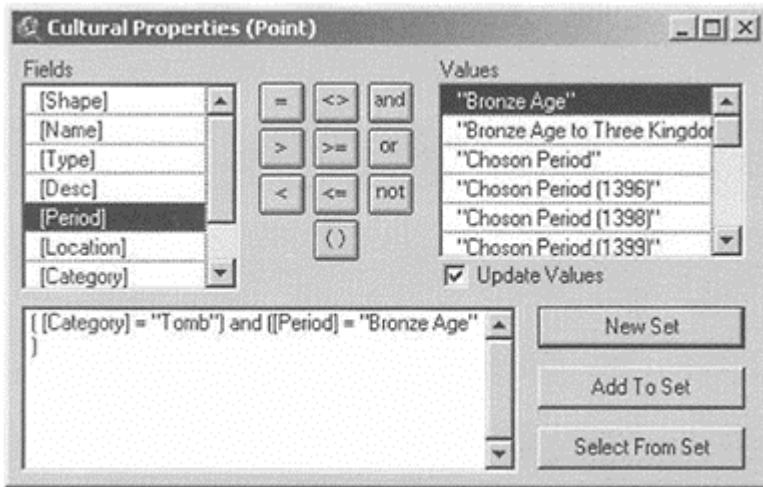 Cultural Properties (Point)
Fields
[Shape]
[Name]
[Type]
[Desc]
[Period]
[Location]
[Category]
= <> and
> >= or
< <= not
( )
Values
"Bronze Age"
"Bronze Age to Three Kingdor
"Choson Period"
"Choson Period (1396)"
"Choson Period (1398)"
"Choson Period (1399)"
Update Values
( [Category] = "Tomb") and ([Period] = "Bronze Age"
)
New Set
Add To Set
Select From Set